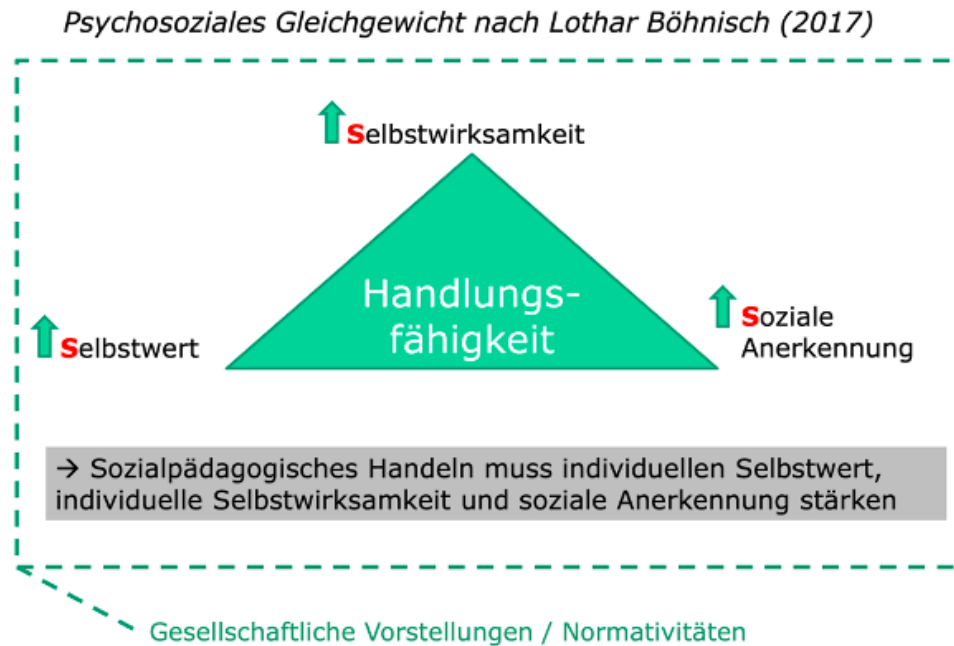 Psychosoziales Gleichgewicht nach Lothar Böhnisch (2017)
Selbstwirksamkeit
Handlungs-
fähigkeit
Selbstwert
Soziale
Anerkennung
→ Sozialpädagogisches Handeln muss individuellen Selbstwert,
individuelle Selbstwirksamkeit und soziale Anerkennung stärken
Gesellschaftliche Vorstellungen / Normativitäten